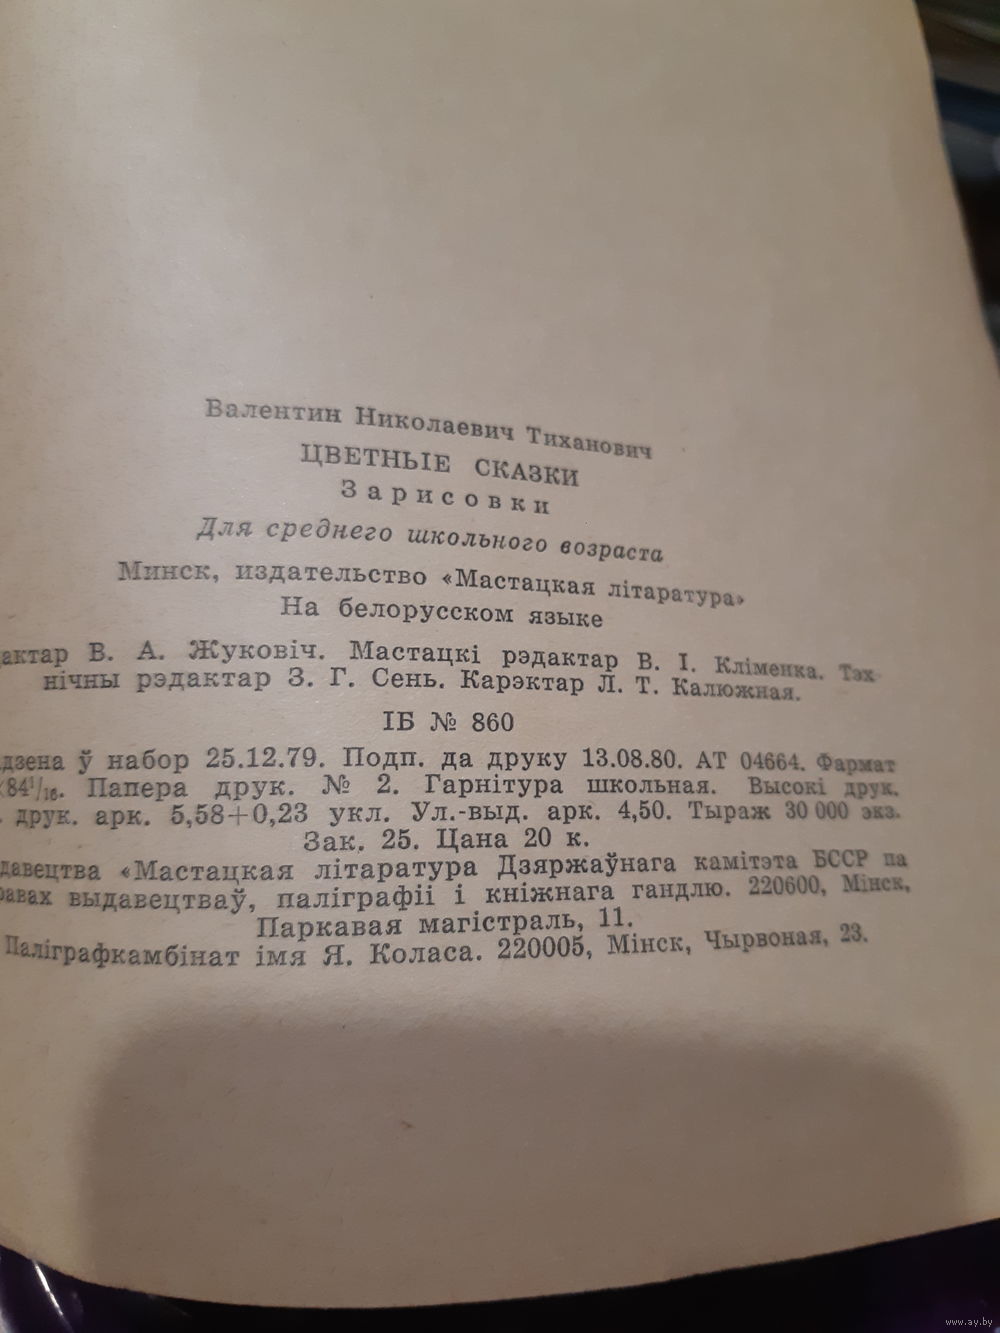 Валентин Николаевич Тиханович
ЦВЕТНЫЕ СКАЗКИ
Зарисовки
Для среднего школьного возраста
Минск, издательство «Мастацкая літаратура»
На белорусском языке
актар В. А. Жуковіч. Мастацкі рэдактар В. І. Кліменка. Тэх-
нічны рэдактар З. Г. Сень. Карэктар Л. Т. Калюжная.
ІБ № 860
дзена ў набор 25.12.79. Подп. да друку 13.08.80. АТ 04664. Фармат
84¹/₁₆. Папера друк. № 2. Гарнітура школьная. Высокі друк.
друк. арк. 5,58+0,23 укл. Ул.-выд. арк. 4,50. Тыраж 30 000 экз.
Зак. 25. Цана 20 к.
давецтва «Мастацкая літаратура Дзяржаўнага камітэта БССР па
равах выдавецтваў, паліграфіі і кніжнага гандлю. 220600, Мінск,
Паркавая магістраль, 11.
Паліграфкамбінат імя Я. Коласа. 220005, Мінск, Чырвоная, 23.
www.ay.by